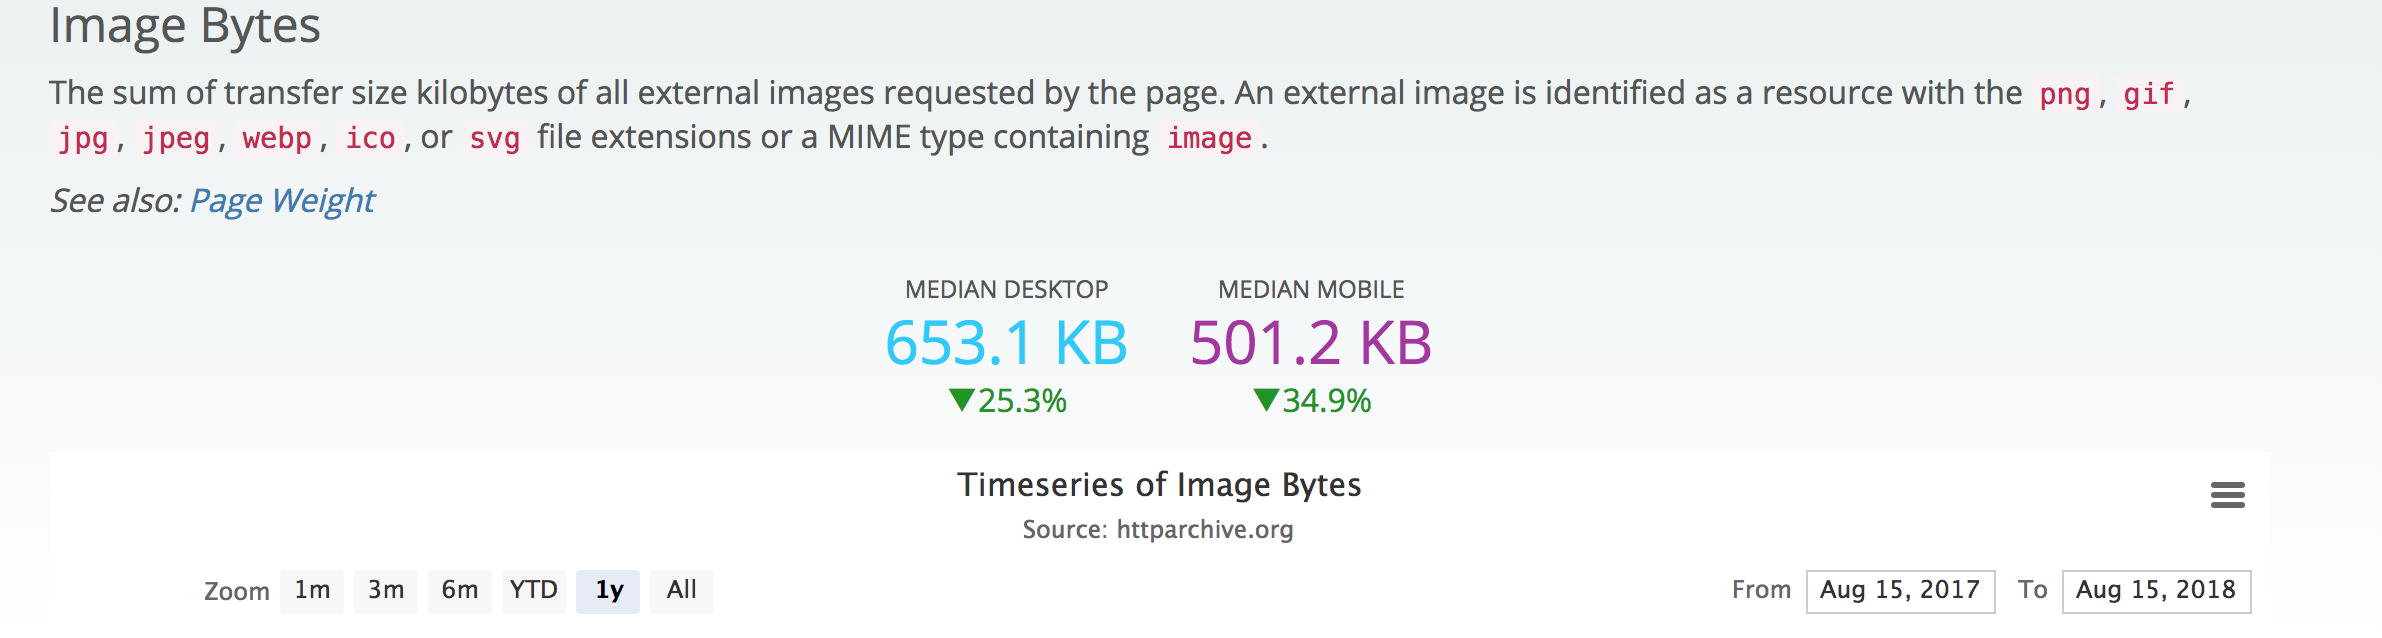 Image Bytes
The sum of transfer size kilobytes of all external images requested by the page. An external image is identified as a resource with the png, gif,
jpg, jpeg, webp, ico, or svg file extensions or a MIME type containing image.
See also: Page Weight
MEDIAN DESKTOP MEDIAN MOBILE
653.1 KB 501.2 KB
▼25.3% ▼34.9%
Timeseries of Image Bytes
Source: httparchive.org
Zoom 1m 3m 6m YTD 1y All From Aug 15, 2017 To Aug 15, 2018